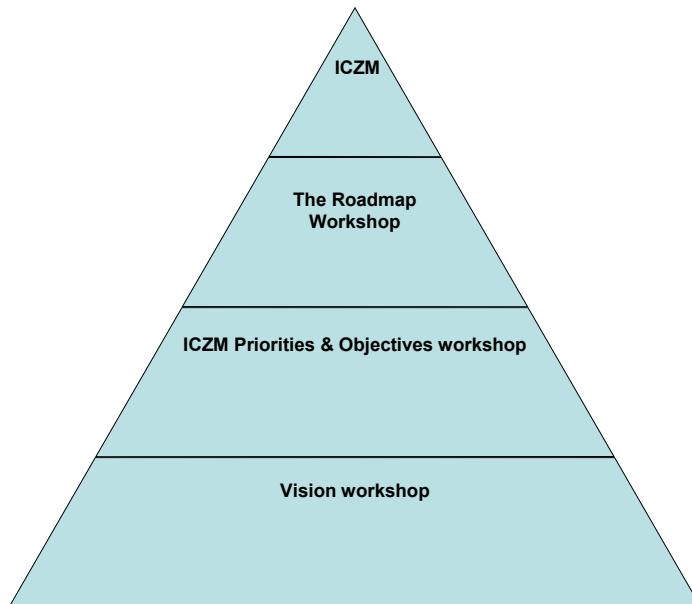 ICZM
The Roadmap
Workshop
ICZM Priorities & Objectives workshop
Vision workshop